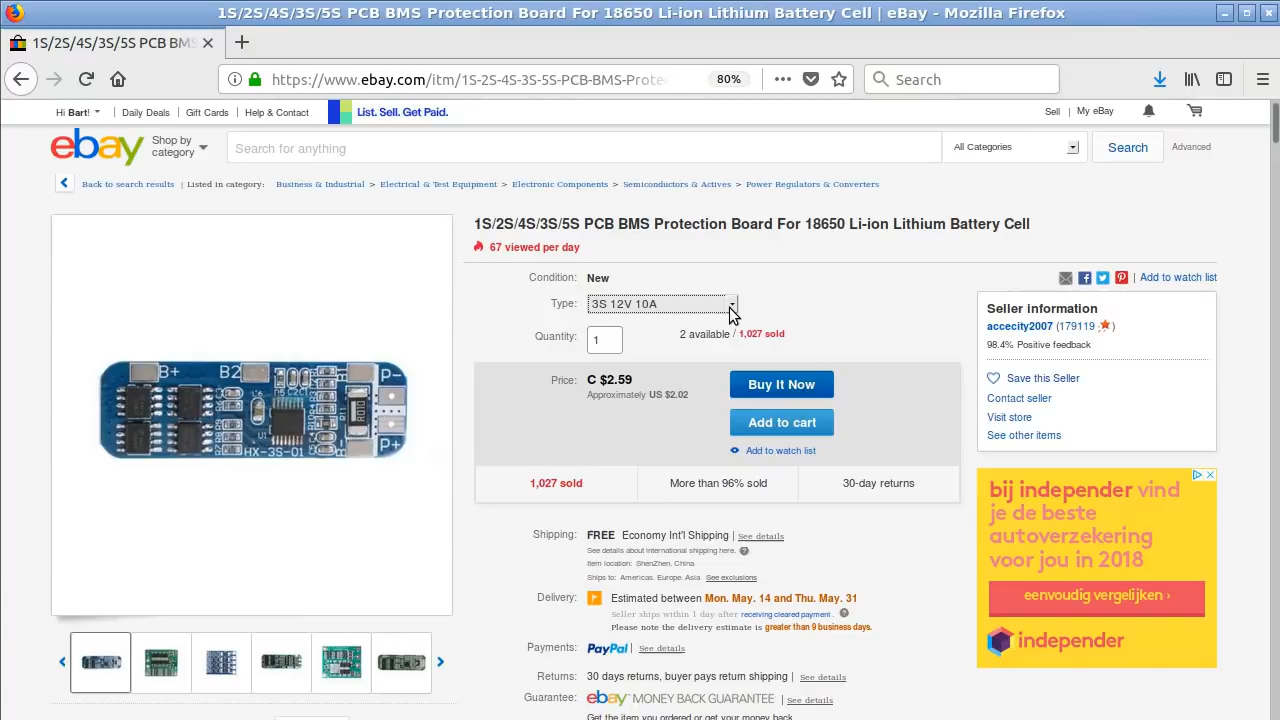 1S/2S/4S/3S/5S PCB BMS Protection Board For 18650 Li-ion Lithium Battery Cell | eBay - Mozilla Firefox
1S/2S/4S/3S/5S PCB BMS
https://www.ebay.com/itm/1S-2S-4S-3S-5S-PCB-BMS-Prote
80%
Search
Hi Bart!
Daily Deals
Gift Cards
Help & Contact
List. Sell. Get Paid.
Sell
My eBay
ebay
Shop by
category
Search for anything
All Categories
Search
Advanced
Back to search results | Listed in category: Business & Industrial > Electrical & Test Equipment > Electronic Components > Semiconductors & Actives > Power Regulators & Converters
1S/2S/4S/3S/5S PCB BMS Protection Board For 18650 Li-ion Lithium Battery Cell
67 viewed per day
Condition: New
Type: 3S 12V 10A
Quantity: 1
2 available / 1,027 sold
Price: C $2.59
Approximately US $2.02
Buy It Now
Add to cart
Add to watch list
1,027 sold
More than 96% sold
30-day returns
Shipping: FREE Economy Int'l Shipping | See details
See details about international shipping here.
Item location: ShenZhen, China
Ships to: Americas, Europe, Asia See exclusions
Delivery: Estimated between Mon. May. 14 and Thu. May. 31
Seller ships within 1 day after receiving cleared payment .
Please note the delivery estimate is greater than 9 business days.
Payments: PayPal | See details
Returns: 30 days returns, buyer pays return shipping | See details
Guarantee: ebay MONEY BACK GUARANTEE | See details
Get the item you ordered or get your money back.
| Add to watch list
Seller information
accecity2007 (179119 )
98.4% Positive feedback
Save this Seller
Contact seller
Visit store
See other items
bij independer vind
je de beste
autoverzekering
voor jou in 2018
eenvoudig vergelijken ›
independer
B+
B2
P-
U1
R11
HX-3S-01
P+